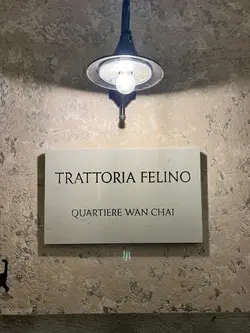 TRATTORIA FELINO
QUARTIERE WAN CHAI